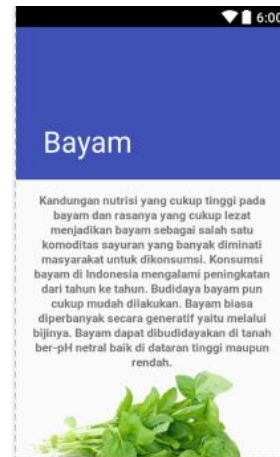 6:00
Bayam
Kandungan nutrisi yang cukup tinggi pada
bayam dan rasanya yang cukup lezat
menjadikan bayam sebagai salah satu
komoditas sayuran yang banyak diminati
masyarakat untuk dikonsumsi. Konsumsi
bayam di Indonesia mengalami peningkatan
dari tahun ke tahun. Budidaya bayam pun
cukup mudah dilakukan. Bayam biasa
diperbanyak secara generatif yaitu melalui
bijinya. Bayam dapat dibudidayakan di tanah
ber-pH netral baik di dataran tinggi maupun
rendah.